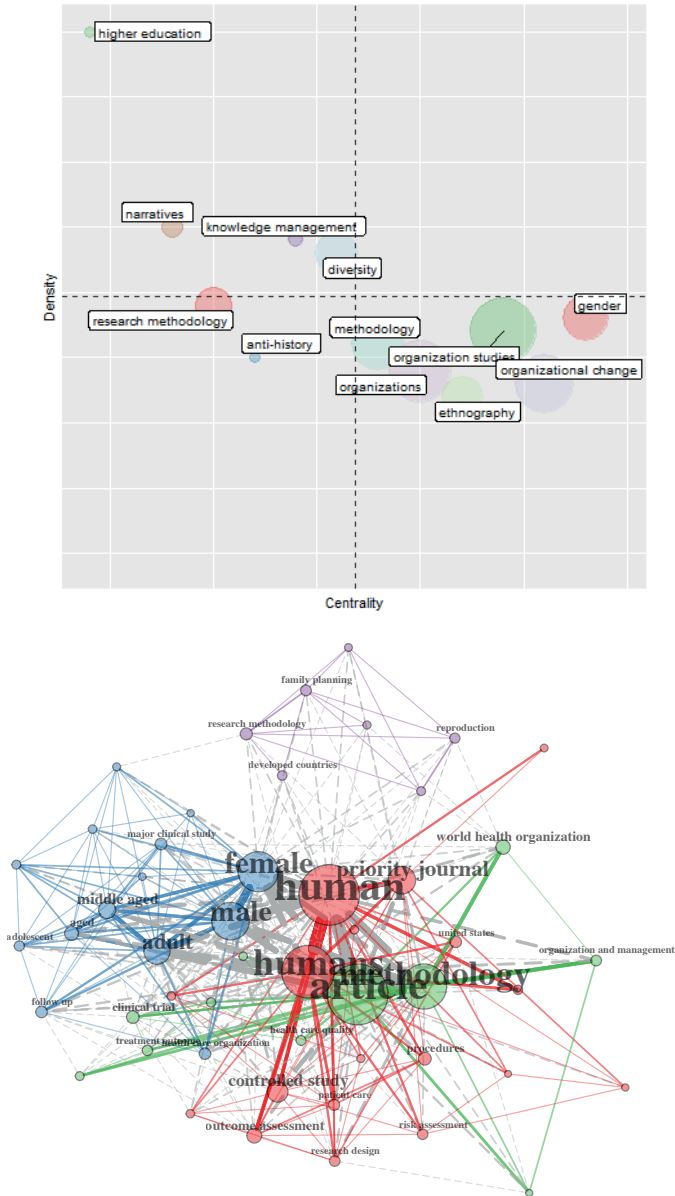 higher education
narratives
knowledge management
diversity
gender
research methodology
methodology
anti-history
organization studies
organizational change
organizations
ethnography
Density
Centrality
family planning
research methodology
reproduction
developed countries
major clinical study
world health organization
female
priority journal
human
middle aged
male
aged
adolescent
adult
united states
organization and management
humans
methodology
article
follow up
clinical trial
health care quality
health care organization
procedures
controlled study
patient care
outcome assessment
risk assessment
research design